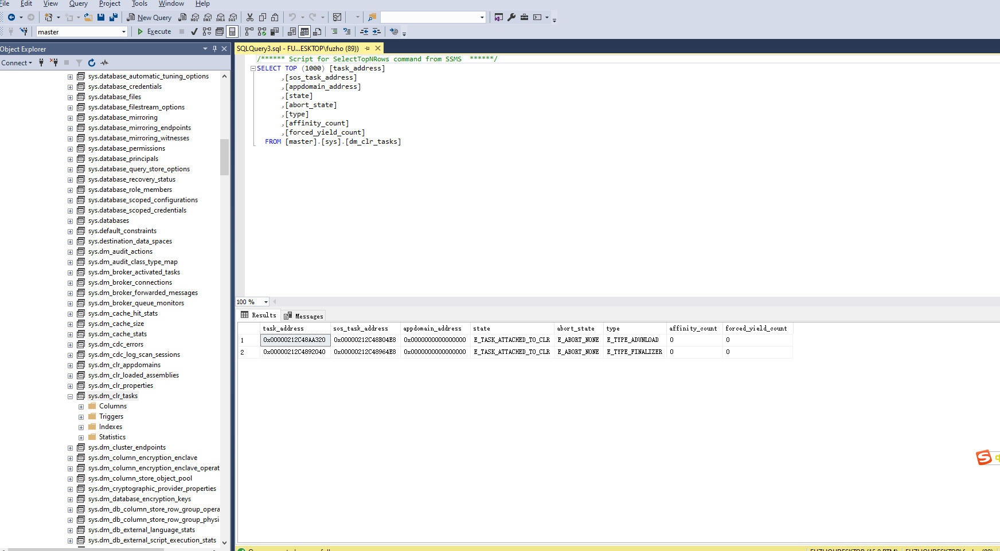 File Edit View Query Project Tools Window Help
New Query MDX DMX XMLA DAX
master Execute
Object Explorer
Connect
sys.database_automatic_tuning_options
sys.database_credentials
sys.database_files
sys.database_filestream_options
sys.database_mirroring
sys.database_mirroring_endpoints
sys.database_mirroring_witnesses
sys.database_permissions
sys.database_principals
sys.database_query_store_options
sys.database_recovery_status
sys.database_role_members
sys.database_scoped_configurations
sys.database_scoped_credentials
sys.databases
sys.default_constraints
sys.destination_data_spaces
sys.dm_audit_actions
sys.dm_audit_class_type_map
sys.dm_broker_activated_tasks
sys.dm_broker_connections
sys.dm_broker_forwarded_messages
sys.dm_broker_queue_monitors
sys.dm_cache_hit_stats
sys.dm_cache_size
sys.dm_cache_stats
sys.dm_cdc_errors
sys.dm_cdc_log_scan_sessions
sys.dm_clr_appdomains
sys.dm_clr_loaded_assemblies
sys.dm_clr_properties
sys.dm_clr_tasks
Columns
Triggers
Indexes
Statistics
sys.dm_cluster_endpoints
sys.dm_column_encryption_enclave
sys.dm_column_encryption_enclave_operat
sys.dm_column_store_object_pool
sys.dm_cryptographic_provider_properties
sys.dm_database_encryption_keys
sys.dm_db_column_store_row_group_opera
sys.dm_db_column_store_row_group_physi
sys.dm_db_external_language_stats
sys.dm_db_external_script_execution_stats
SQLQuery3.sql - FU...ESKTOP\fuzho (89))
/****** Script for SelectTopNRows command from SSMS ******/
SELECT TOP (1000) [task_address]
,[sos_task_address]
,[appdomain_address]
,[state]
,[abort_state]
,[type]
,[affinity_count]
,[forced_yield_count]
FROM [master].[sys].[dm_clr_tasks]
100 %
Results Messages
task_address sos_task_address appdomain_address state abort_state type affinity_count forced_yield_count
1 0x00000212C48AA320 0x00000212C48B04E8 0x0000000000000000 E_TASK_ATTACHED_TO_CLR E_ABORT_NONE E_TYPE_ADUNLOAD 0 0
2 0x00000212C4892040 0x00000212C48964E8 0x0000000000000000 E_TASK_ATTACHED_TO_CLR E_ABORT_NONE E_TYPE_FINALIZER 0 0